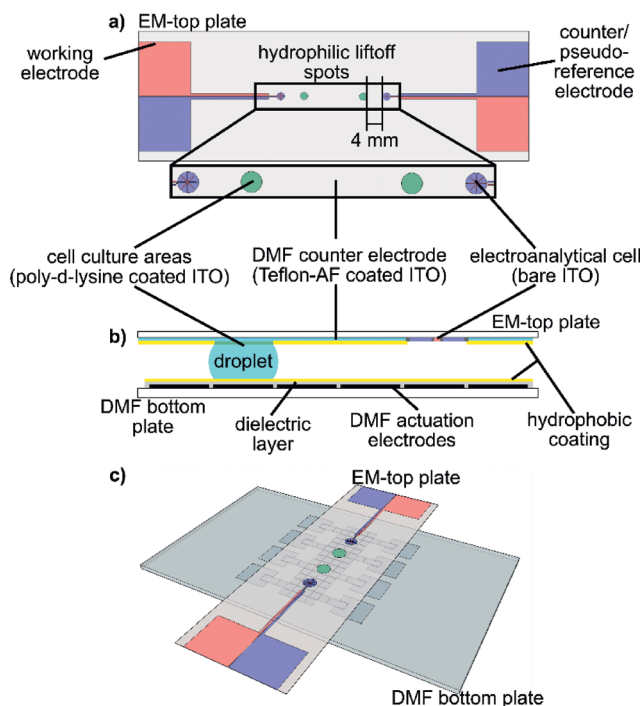 a)
EM-top plate
working
electrode
hydrophilic liftoff
spots
counter/
pseudo-
reference
electrode
4 mm
cell culture areas
(poly-d-lysine coated ITO)
DMF counter electrode
(Teflon-AF coated ITO)
electroanalytical cell
(bare ITO)
b)
EM-top plate
droplet
DMF bottom
plate
dielectric
layer
DMF actuation
electrodes
hydrophobic
coating
c)
EM-top plate
DMF bottom plate